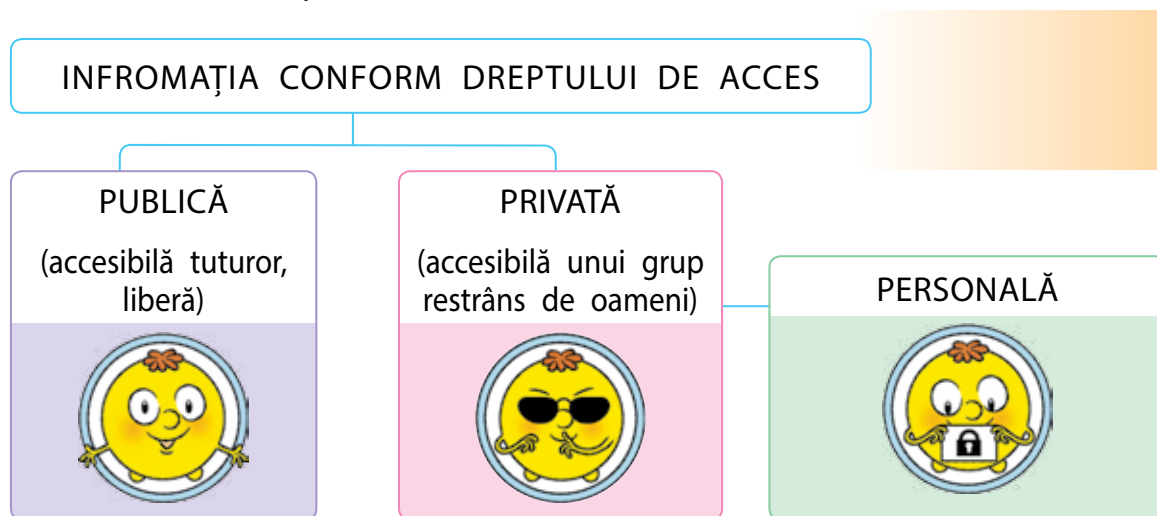 INFROMAȚIA CONFORM DREPTULUI DE ACCES
PUBLICĂ
(accesibilă tuturor,
liberă)
PRIVATĂ
(accesibilă unui grup
restrâns de oameni)
PERSONALĂ